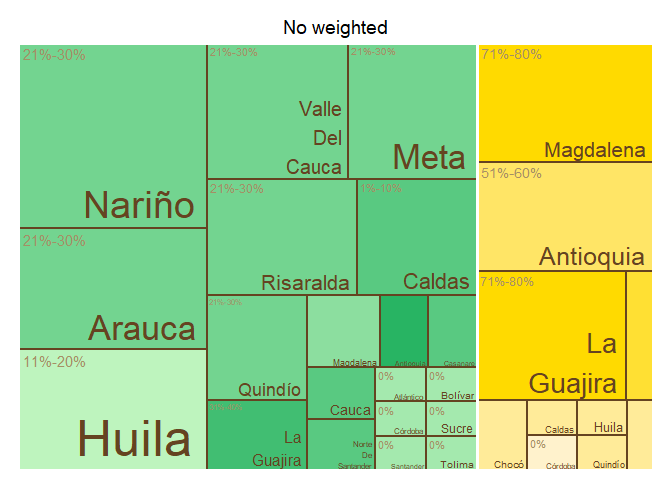 No weighted
21%-30%
Nariño
21%-30%
Valle
Del
Cauca
21%-30%
Meta
71%-80%
Magdalena
21%-30%
Arauca
21%-30%
Risaralda
1%-10%
Caldas
51%-60%
Antioquia
11%-20%
Huila
21%-30%
Quindío
Magdalena
Antioquia
Casanare
71%-80%
La
Guajira
Cauca
0%
Atlántico
0%
Bolívar
La
Guajira
Norte
De
Santander
0%
Córdoba
0%
Sucre
0%
Santander
0%
Tolima
Chocó
Caldas
Huila
0%
Córdoba
Quindío